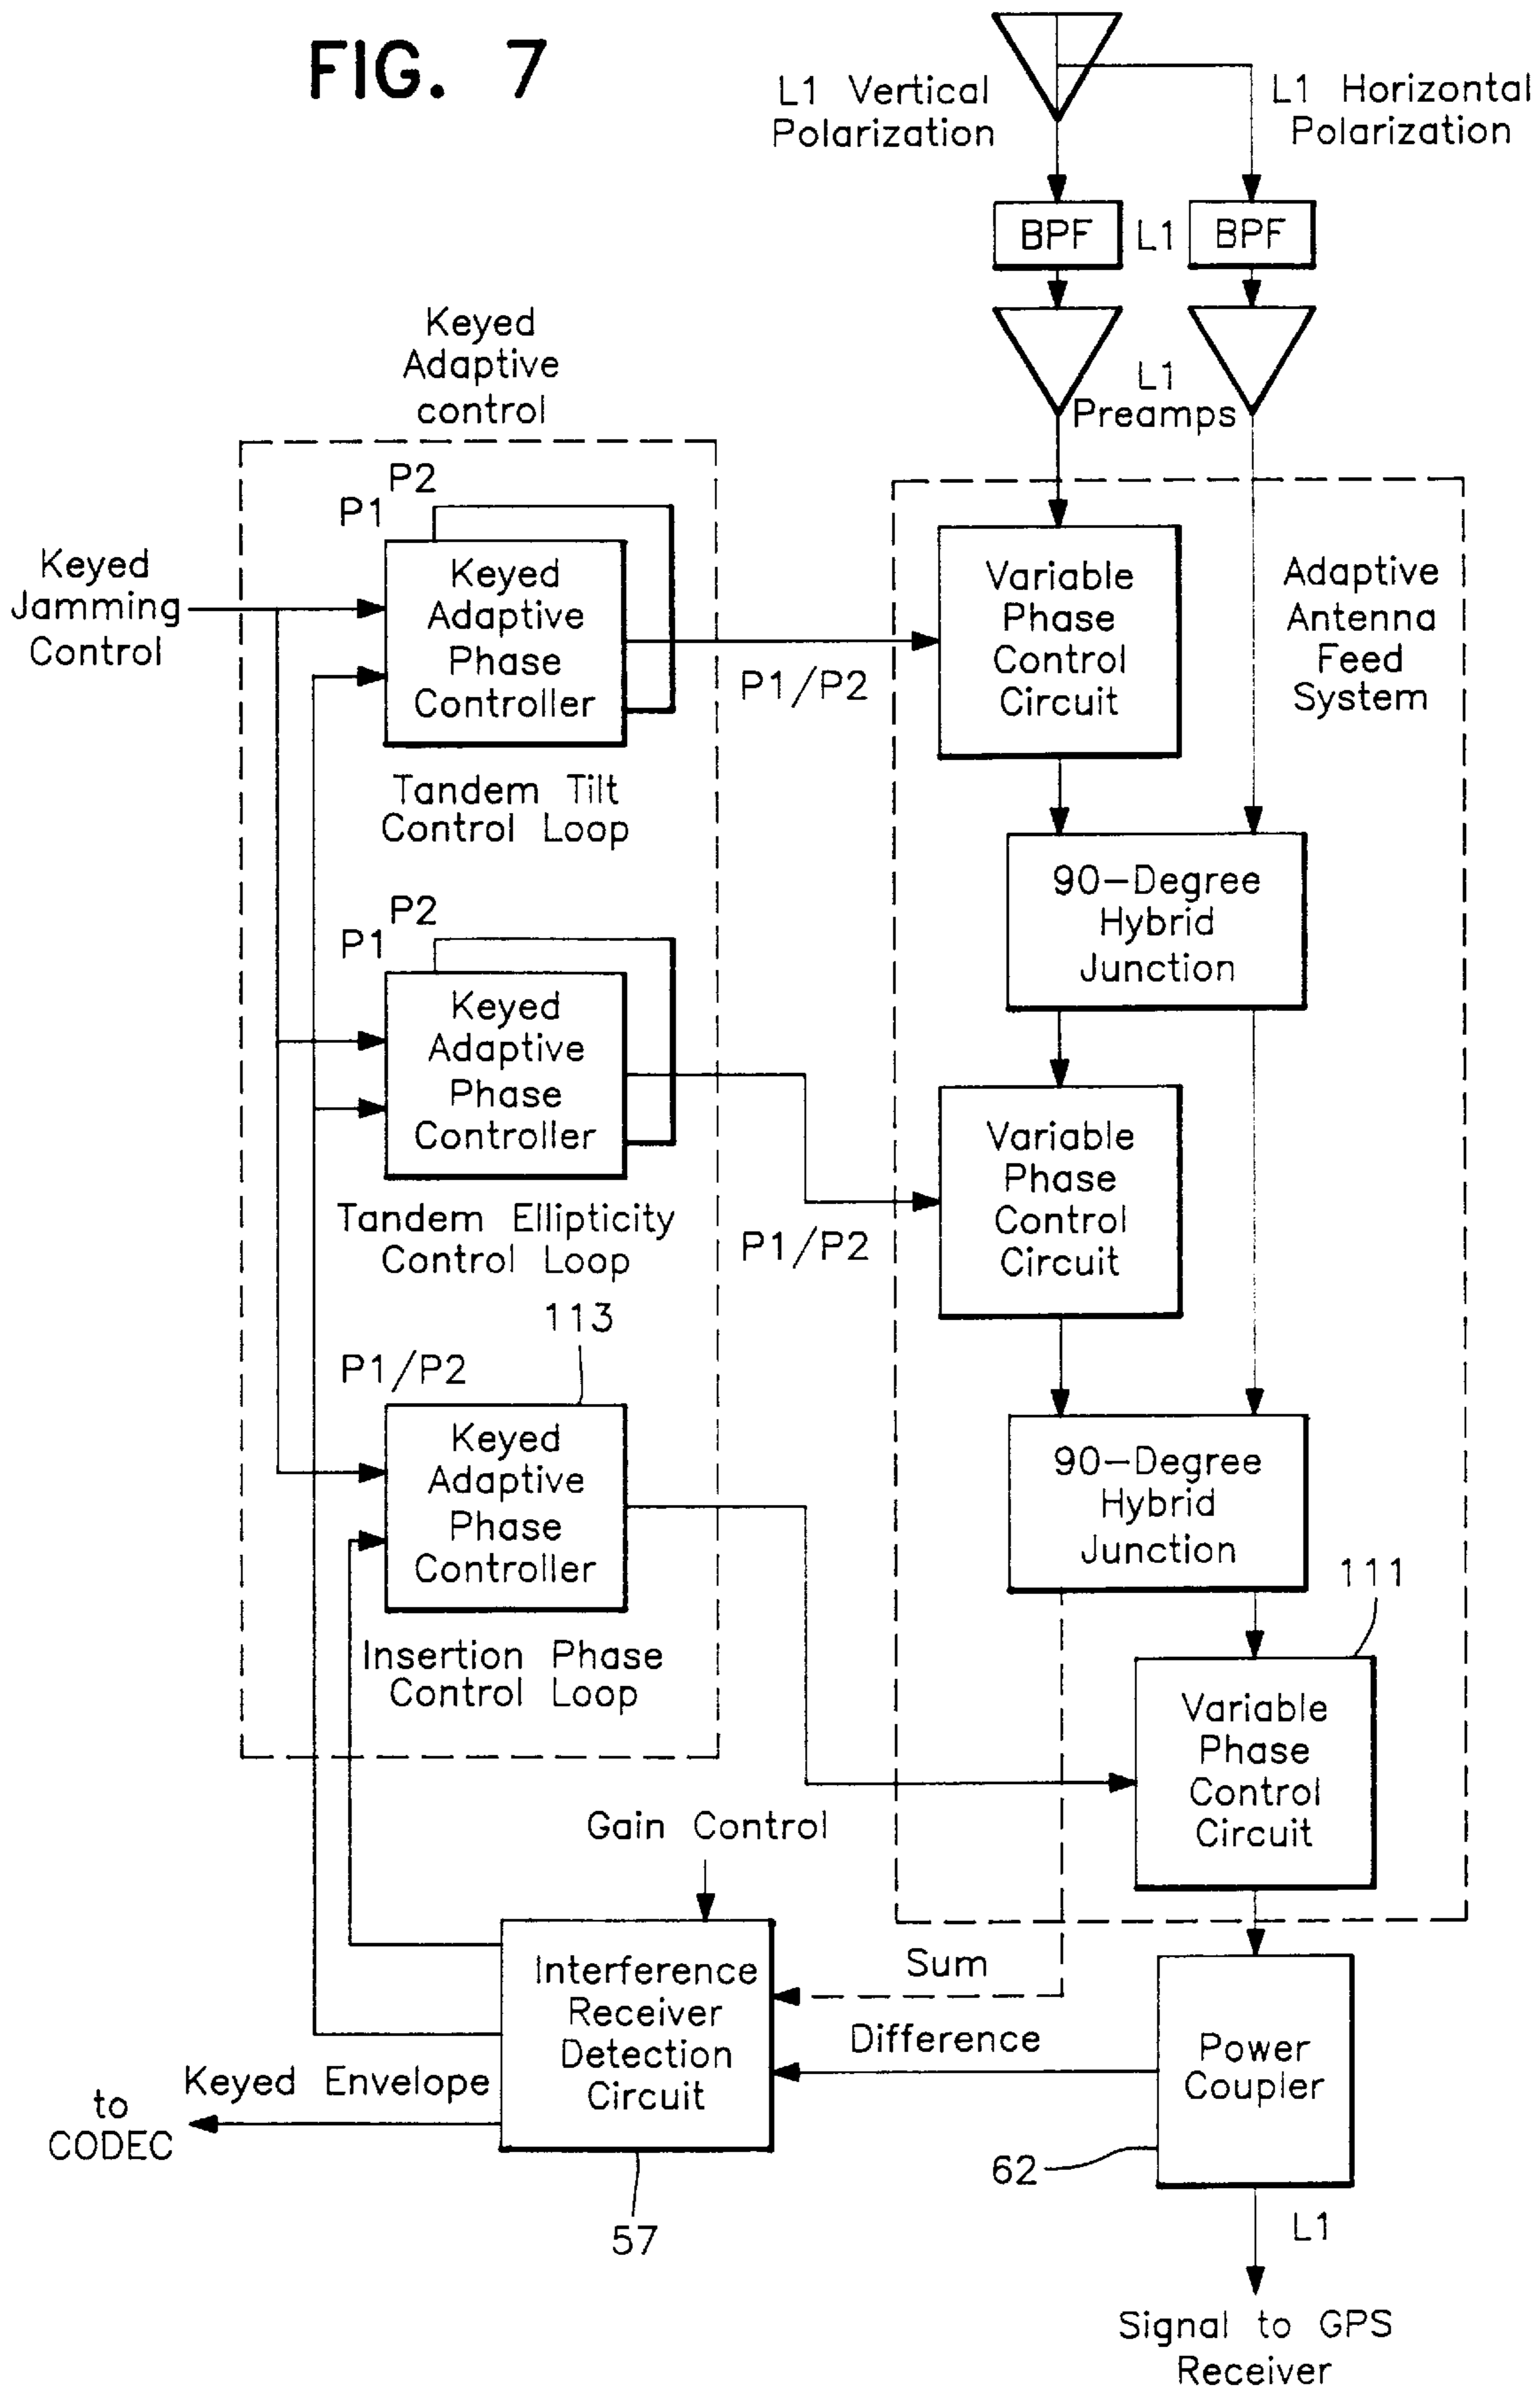 FIG. 7
L1 Vertical
Polarization
L1 Horizontal
Polarization
BPF
L1
BPF
L1
Preamps
Keyed
Adaptive
control
P2
P1
Keyed
Jamming
Control
Keyed
Adaptive
Phase
Controller
P1/P2
Variable
Phase
Control
Circuit
Adaptive
Antenna
Feed
System
Tandem Tilt
Control Loop
90-Degree
Hybrid
Junction
P2
P1
Keyed
Adaptive
Phase
Controller
Variable
Phase
Control
Circuit
Tandem Ellipticity
Control Loop
P1/P2
113
P1/P2
Keyed
Adaptive
Phase
Controller
90-Degree
Hybrid
Junction
111
Insertion Phase
Control Loop
Variable
Phase
Control
Circuit
Gain Control
Interference
Receiver
Detection
Circuit
Sum
Difference
Power
Coupler
Keyed Envelope
to
CODEC
62
57
L1
Signal to GPS
Receiver